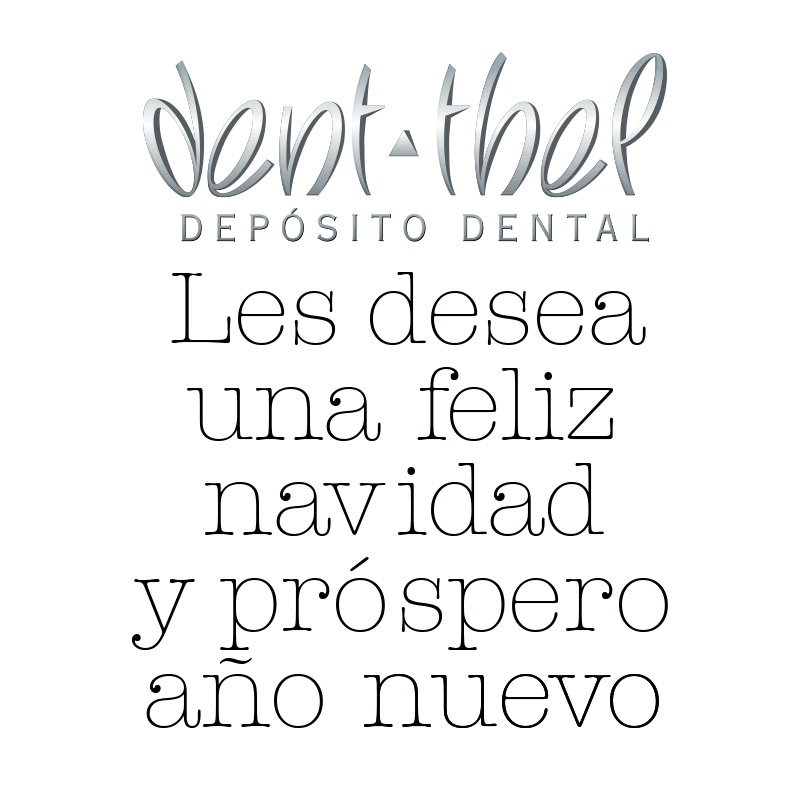 dent thel
DEPÓSITO DENTAL
Les desea
una feliz
navidad
y próspero
año nuevo